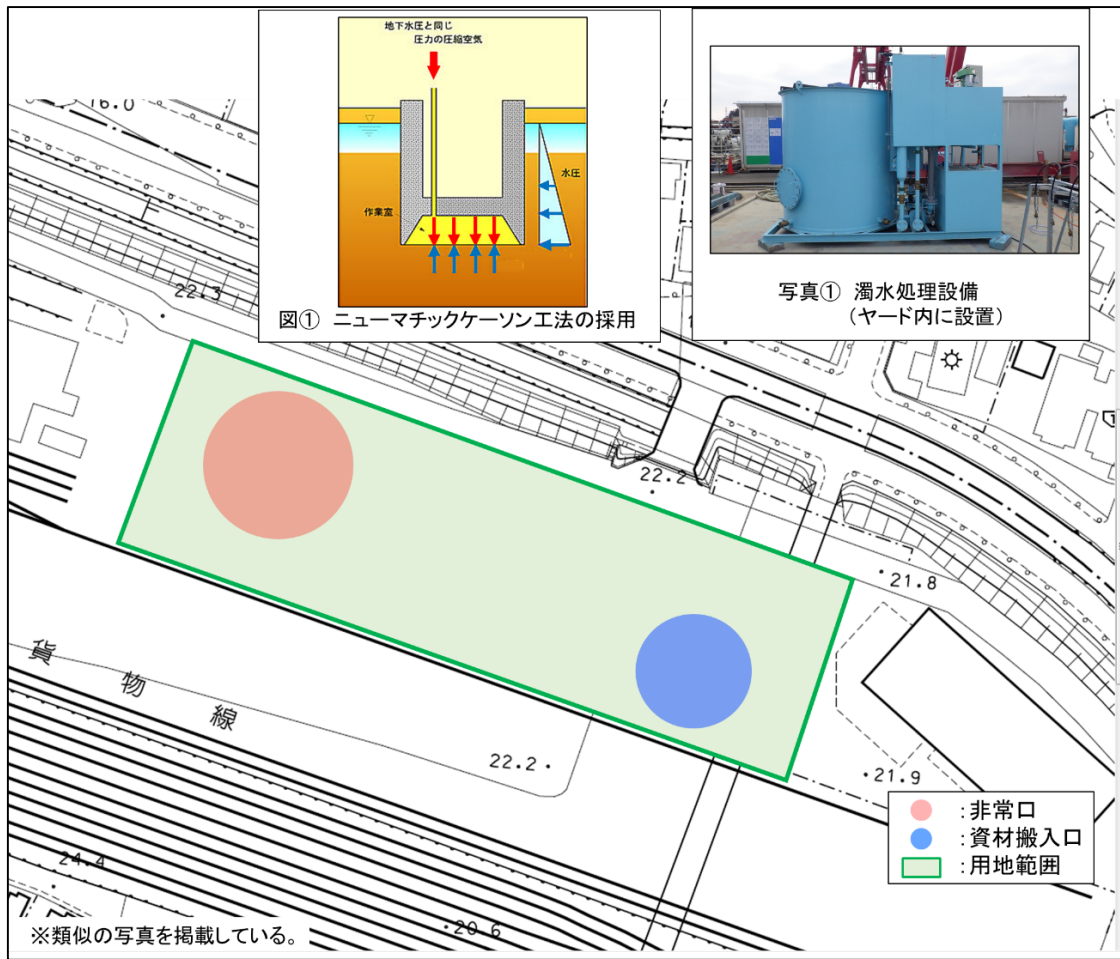 地下水圧と同じ
圧力の圧縮空気
水圧
作業室
図① ニューマチックケーソン工法の採用
写真① 濁水処理設備
（ヤード内に設置）
16.0
22.3
22.2
21.8
貨物線
22.2
21.9
：非常口
：資材搬入口
：用地範囲
24.4
20.6
※類似の写真を掲載している。